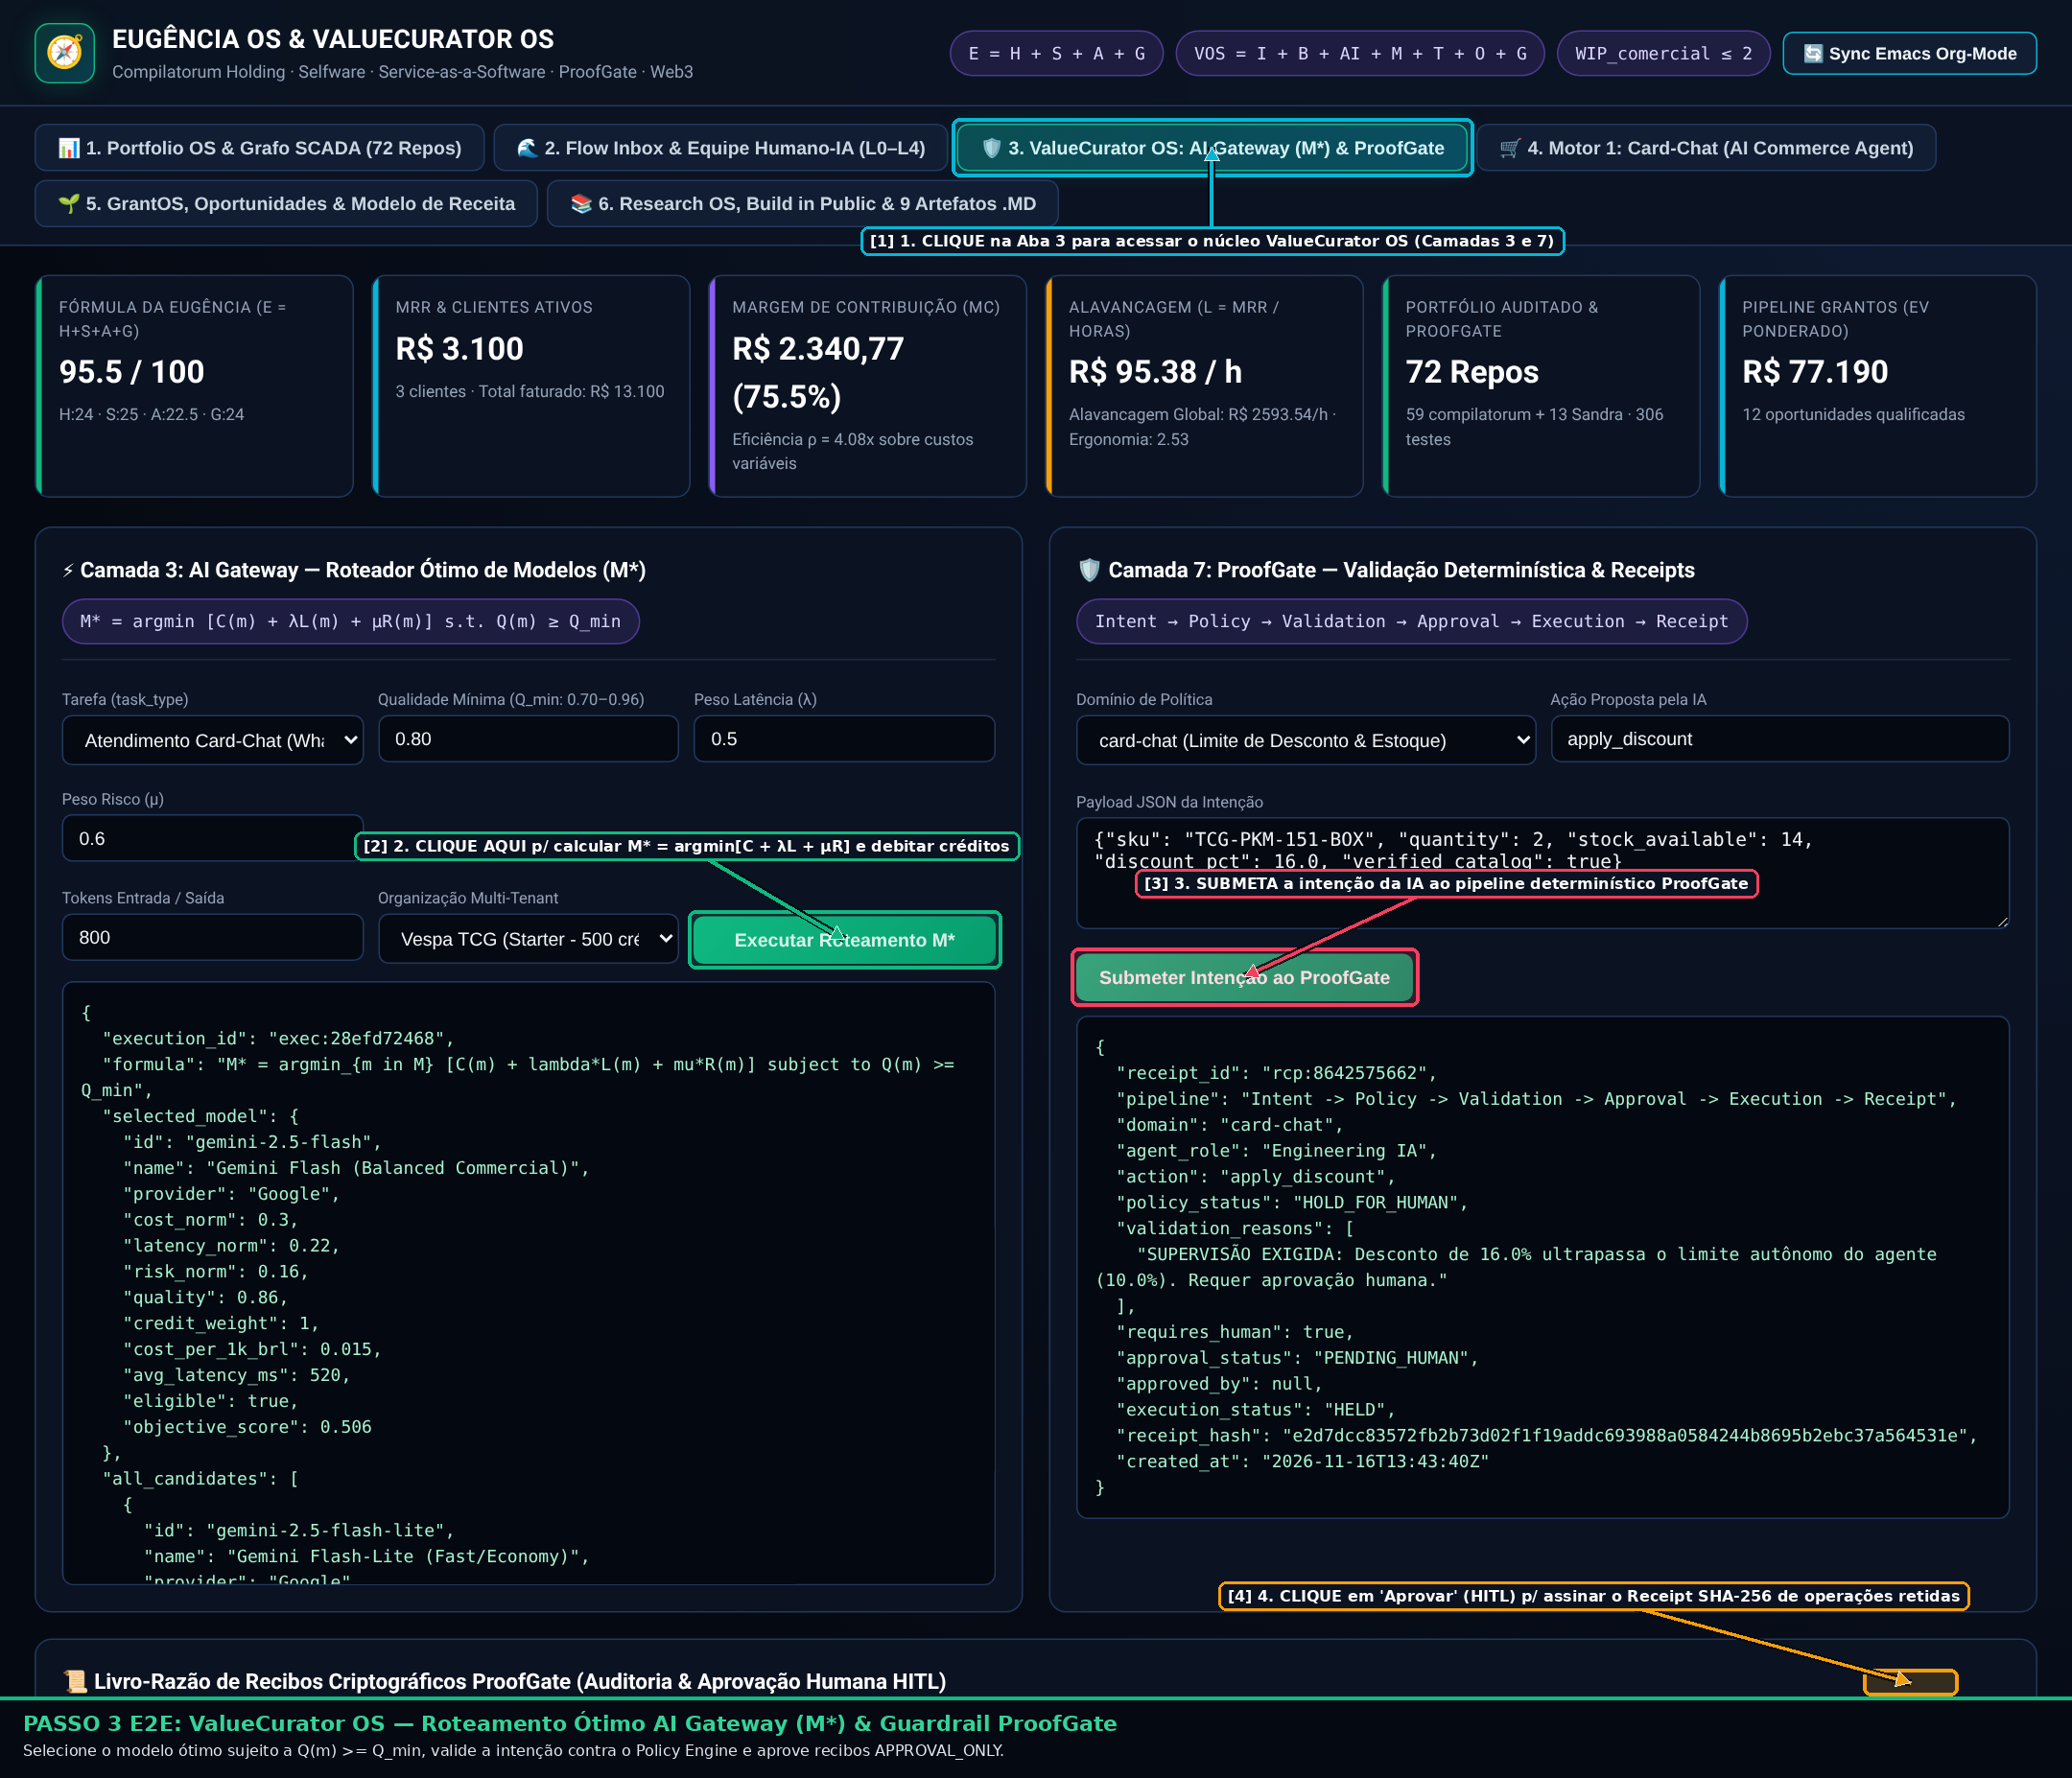 EUGÊNCIA OS & VALUECURATOR OS
Compilatorum Holding · Selfware · Service-as-a-Software · ProofGate · Web3
E = H + S + A + G
VOS = I + B + AI + M + T + O + G
WIP_comercial ≤ 2
🔄 Sync Emacs Org-Mode
📊 1. Portfolio OS & Grafo SCADA (72 Repos)
🌊 2. Flow Inbox & Equipe Humano-IA (L0–L4)
🛡️ 3. ValueCurator OS: AI Gateway (M*) & ProofGate
🛒 4. Motor 1: Card-Chat (AI Commerce Agent)
🌱 5. GrantOS, Oportunidades & Modelo de Receita
📚 6. Research OS, Build in Public & 9 Artefatos .MD
[1] 1. CLIQUE na Aba 3 para acessar o núcleo ValueCurator OS (Camadas 3 e 7)
FÓRMULA DA EUGÊNCIA (E =
H+S+A+G)
95.5 / 100
H:24 · S:25 · A:22.5 · G:24
MRR & CLIENTES ATIVOS
R$ 3.100
3 clientes · Total faturado: R$ 13.100
MARGEM DE CONTRIBUIÇÃO (MC)
R$ 2.340,77
(75.5%)
Eficiência ρ = 4.08x sobre custos
variáveis
ALAVANCAGEM (L = MRR /
HORAS)
R$ 95.38 / h
Alavancagem Global: R$ 2593.54/h ·
Ergonomia: 2.53
PORTFÓLIO AUDITADO &
PROOFGATE
72 Repos
59 compilatorum + 13 Sandra · 306
testes
PIPELINE GRANTOS (EV
PONDERADO)
R$ 77.190
12 oportunidades qualificadas
⚡ Camada 3: AI Gateway — Roteador Ótimo de Modelos (M*)
M* = argmin [C(m) + λL(m) + μR(m)] s.t. Q(m) ≥ Q_min
Tarefa (task_type)
Qualidade Mínima (Q_min: 0.70–0.96)
Peso Latência (λ)
Atendimento Card-Chat (Wha
0.80
0.5
Peso Risco (μ)
0.6
[2] 2. CLIQUE AQUI p/ calcular M* = argmin[C + λL + μR] e debitar créditos
Tokens Entrada / Saída
Organização Multi-Tenant
800
Vespa TCG (Starter - 500 cré
Executar Roteamento M*
{
"execution_id": "exec:28efd72468",
"formula": "M* = argmin_{m in M} [C(m) + lambda*L(m) + mu*R(m)] subject to Q(m) >=
Q_min",
"selected_model": {
"id": "gemini-2.5-flash",
"name": "Gemini Flash (Balanced Commercial)",
"provider": "Google",
"cost_norm": 0.3,
"latency_norm": 0.22,
"risk_norm": 0.16,
"quality": 0.86,
"credit_weight": 1,
"cost_per_1k_brl": 0.015,
"avg_latency_ms": 520,
"eligible": true,
"objective_score": 0.506
},
"all_candidates": [
{
"id": "gemini-2.5-flash-lite",
"name": "Gemini Flash-Lite (Fast/Economy)",
"provider": "Google"
🛡️ Camada 7: ProofGate — Validação Determinística & Receipts
Intent → Policy → Validation → Approval → Execution → Receipt
Domínio de Política
Ação Proposta pela IA
card-chat (Limite de Desconto & Estoque)
apply_discount
Payload JSON da Intenção
{"sku": "TCG-PKM-151-BOX", "quantity": 2, "stock_available": 14,
"discount_pct": 16.0, "verified_catalog": true}
[3] 3. SUBMETA a intenção da IA ao pipeline determinístico ProofGate
Submeter Intenção ao ProofGate
{
"receipt_id": "rcp:8642575662",
"pipeline": "Intent -> Policy -> Validation -> Approval -> Execution -> Receipt",
"domain": "card-chat",
"agent_role": "Engineering IA",
"action": "apply_discount",
"policy_status": "HOLD_FOR_HUMAN",
"validation_reasons": [
"SUPERVISÃO EXIGIDA: Desconto de 16.0% ultrapassa o limite autônomo do agente
(10.0%). Requer aprovação humana."
],
"requires_human": true,
"approval_status": "PENDING_HUMAN",
"approved_by": null,
"execution_status": "HELD",
"receipt_hash": "e2d7dcc83572fb2b73d02f1f19addc693988a0584244b8695b2ebc37a564531e",
"created_at": "2026-11-16T13:43:40Z"
}
[4] 4. CLIQUE em 'Aprovar' (HITL) p/ assinar o Receipt SHA-256 de operações retidas
📜 Livro-Razão de Recibos Criptográficos ProofGate (Auditoria & Aprovação Humana HITL)
PASSO 3 E2E: ValueCurator OS — Roteamento Ótimo AI Gateway (M*) & Guardrail ProofGate
Selecione o modelo ótimo sujeito a Q(m) >= Q_min, valide a intenção contra o Policy Engine e aprove recibos APPROVAL_ONLY.